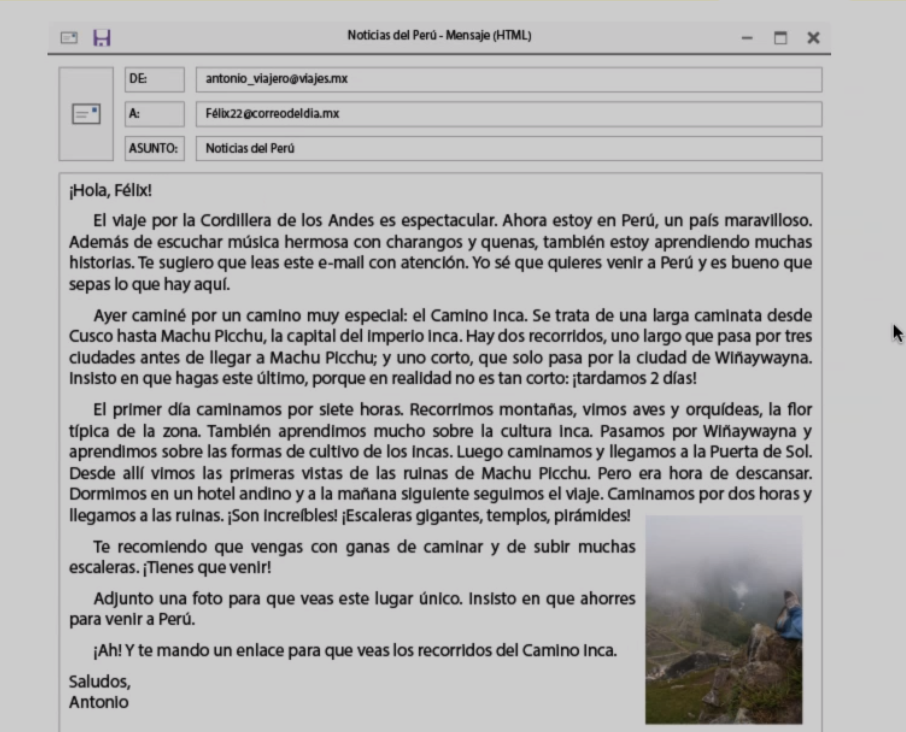 Noticias del Perú - Mensaje (HTML)
DE: antonio_viajero@viajes.mx
A: Félix22@correodeldia.mx
ASUNTO: Noticias del Perú
¡Hola, Félix!
El viaje por la Cordillera de los Andes es espectacular. Ahora estoy en Perú, un país maravilloso.
Además de escuchar música hermosa con charangos y quenas, también estoy aprendiendo muchas
historias. Te sugiero que leas este e-mail con atención. Yo sé que quieres venir a Perú y es bueno que
sepas lo que hay aquí.
Ayer caminé por un camino muy especial: el Camino Inca. Se trata de una larga caminata desde
Cusco hasta Machu Picchu, la capital del Imperio Inca. Hay dos recorridos, uno largo que pasa por tres
ciudades antes de llegar a Machu Picchu; y uno corto, que solo pasa por la ciudad de Wiñaywayna.
Insisto en que hagas este último, porque en realidad no es tan corto: ¡tardamos 2 días!
El primer día caminamos por siete horas. Recorrimos montañas, vimos aves y orquídeas, la flor
típica de la zona. También aprendimos mucho sobre la cultura Inca. Pasamos por Wiñaywayna y
aprendimos sobre las formas de cultivo de los Incas. Luego caminamos y llegamos a la Puerta de Sol.
Desde allí vimos las primeras vistas de las ruinas de Machu Picchu. Pero era hora de descansar.
Dormimos en un hotel andino y a la mañana siguiente seguimos el viaje. Caminamos por dos horas y
llegamos a las ruinas. ¡Son increíbles! ¡Escaleras gigantes, templos, pirámides!
Te recomiendo que vengas con ganas de caminar y de subir muchas
escaleras. ¡Tienes que venir!
Adjunto una foto para que veas este lugar único. Insisto en que ahorres
para venir a Perú.
¡Ah! Y te mando un enlace para que veas los recorridos del Camino Inca.
Saludos,
Antonio